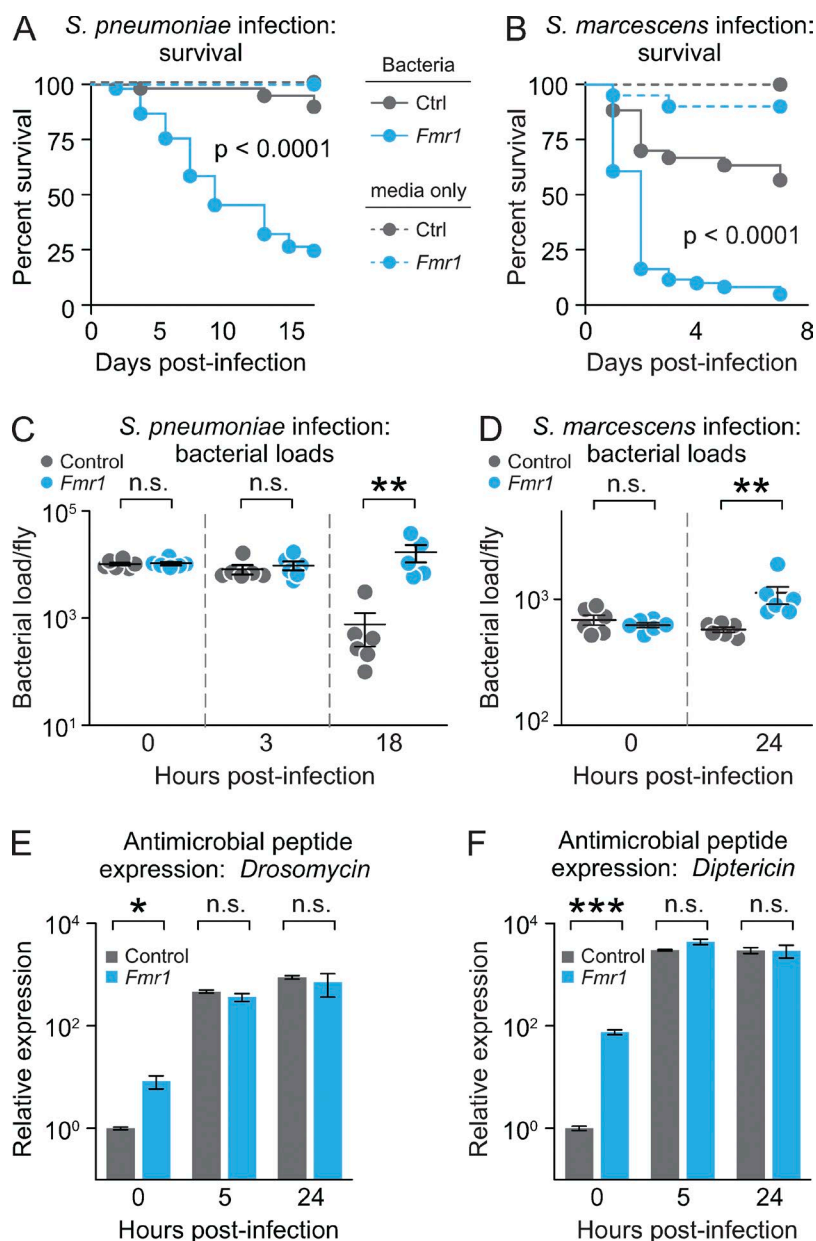 A
S. pneumoniae infection:
survival
Percent survival
100
75
50
25
0
p < 0.0001
0
5
10
15
Days post-infection
Bacteria
Ctrl
Fmr1
media only
Ctrl
Fmr1
B
S. marcescens infection:
survival
Percent survival
100
75
50
25
0
p < 0.0001
0
4
8
Days post-infection
C
S. pneumoniae infection:
bacterial loads
Control
Fmr1
n.s.
n.s.
**
Bacterial load/fly
10⁵
10³
10¹
0
3
18
Hours post-infection
D
S. marcescens infection:
bacterial loads
Control
Fmr1
n.s.
**
Bacterial load/fly
10³
10²
0
24
Hours post-infection
E
Antimicrobial peptide
expression: Drosomycin
*
n.s.
n.s.
Control
Fmr1
Relative expression
10⁴
10²
10⁰
0
5
24
Hours post-infection
F
Antimicrobial peptide
expression: Diptericin
***
n.s.
n.s.
Control
Fmr1
Relative expression
10⁴
10²
10⁰
0
5
24
Hours post-infection